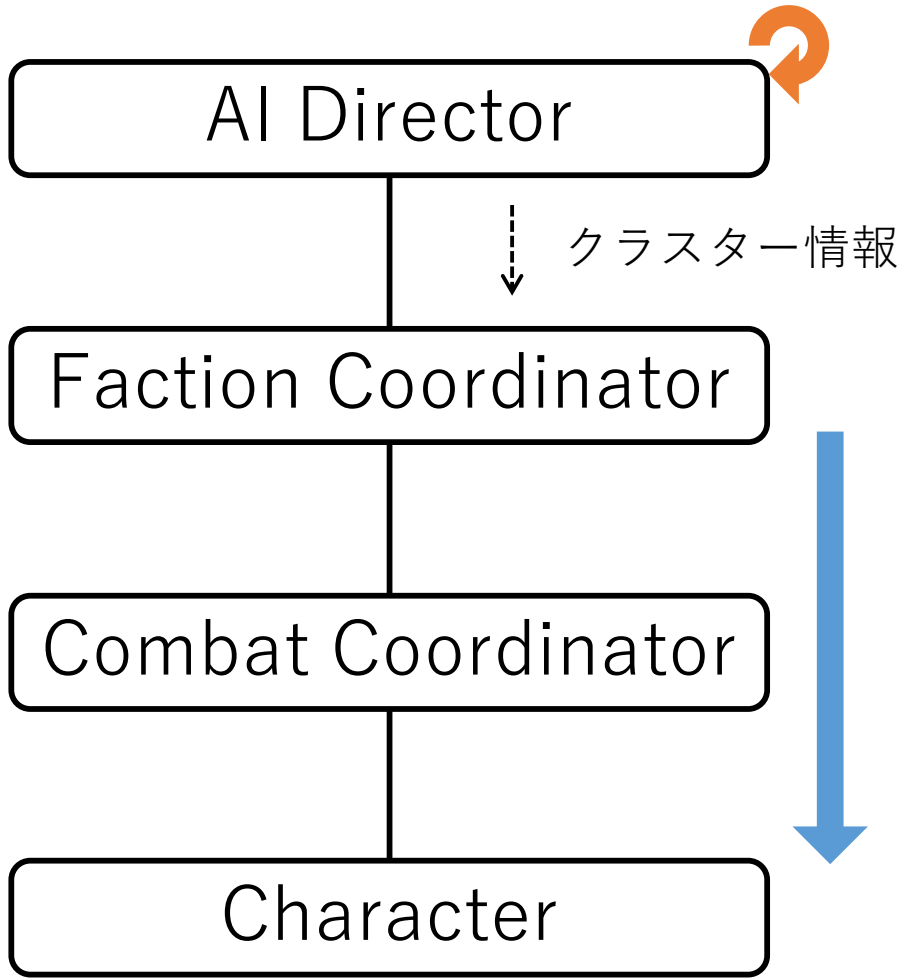 AI Director
クラスター情報
Faction Coordinator
Combat Coordinator
Character